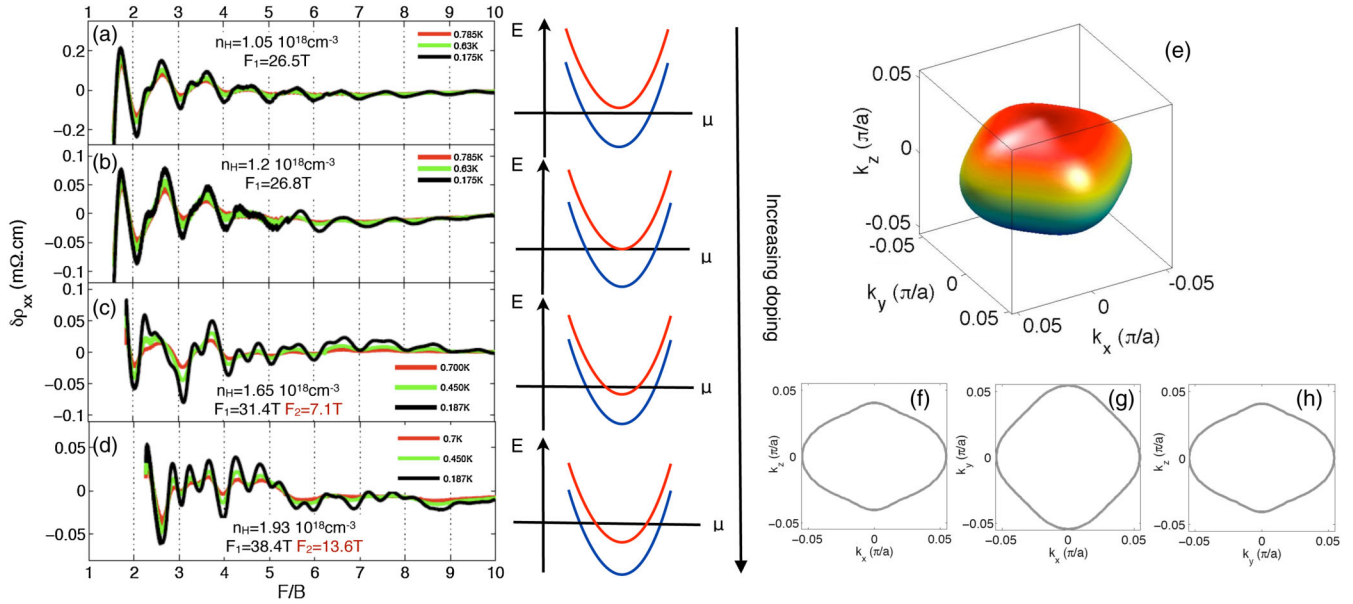 1 2 3 4 5 6 7 8 9 10
(a)
n_H=1.05 10^18cm^-3
F_1=26.5T
0.785K
0.63K
0.175K
0.2
0
−0.2
(b)
n_H=1.2 10^18cm^-3
F_1=26.8T
0.785K
0.63K
0.175K
0.1
0.05
0
−0.05
−0.1
(c)
n_H=1.65 10^18cm^-3
F_1=31.4T F_2=7.1T
0.700K
0.450K
0.187K
0.1
0.05
0
−0.05
−0.1
(d)
n_H=1.93 10^18cm^-3
F_1=38.4T F_2=13.6T
0.7K
0.450K
0.187K
0.05
0
−0.05
δρ_xx (mΩ.cm)
1 2 3 4 5 6 7 8 9 10
F/B
E
μ
E
μ
E
μ
E
μ
Increasing doping
(e)
0.05
0
−0.05
k_z (π/a)
−0.05
0
0.05
k_y (π/a)
0.05
0
−0.05
k_x (π/a)
(f)
0.05
0
−0.05
k_z (π/a)
−0.05 0 0.05
k_x (π/a)
(g)
0.05
0
−0.05
k_y (π/a)
−0.05 0 0.05
k_x (π/a)
(h)
0.05
0
−0.05
k_z (π/a)
−0.05 0 0.05
k_y (π/a)